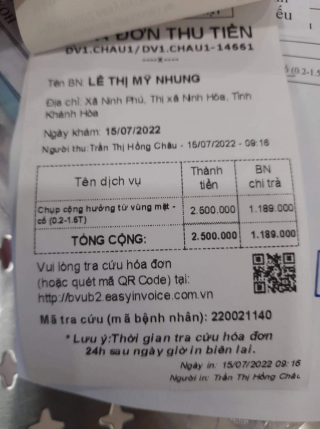 ĐƠN THU TIỀN
DV1.CHAU1/DV1.CHAU1-14661
Tên BN: LÊ THỊ MỸ NHUNG
Địa chỉ: Xã Ninh Phú, Thị xã Ninh Hòa, Tỉnh
Khánh Hòa
Ngày khám: 15/07/2022
Người thu: Trần Thị Hồng Châu - 15/07/2022 - 09:16
Tên dịch vụ Thành tiền BN chi trả
Chụp cộng hưởng từ vùng mặt - 2.500.000 1.189.000
cổ (0.2-1.5T)
TỔNG CỘNG: 2.500.000 1.189.000
Vui lòng tra cứu hóa đơn
(hoặc quét mã QR Code) tại:
http://bvub2.easyinvoice.com.vn
Mã tra cứu (mã bệnh nhân): 220021140
* Lưu ý: Thời gian tra cứu hóa đơn
24h sau ngày giờ in biên lai.
Ngày in: 15/07/2022 09:16
Người in: Trần Thị Hồng Châu